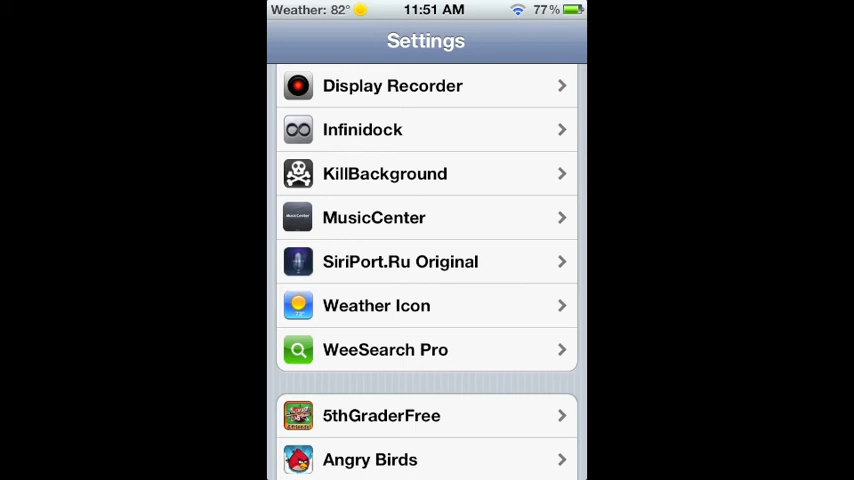 Weather: 82° 11:51 AM 77%
Settings
Display Recorder
Infinidock
KillBackground
MusicCenter
MusicCenter
SiriPort.Ru Original
Weather Icon
WeeSearch Pro
5thGraderFree
Angry Birds